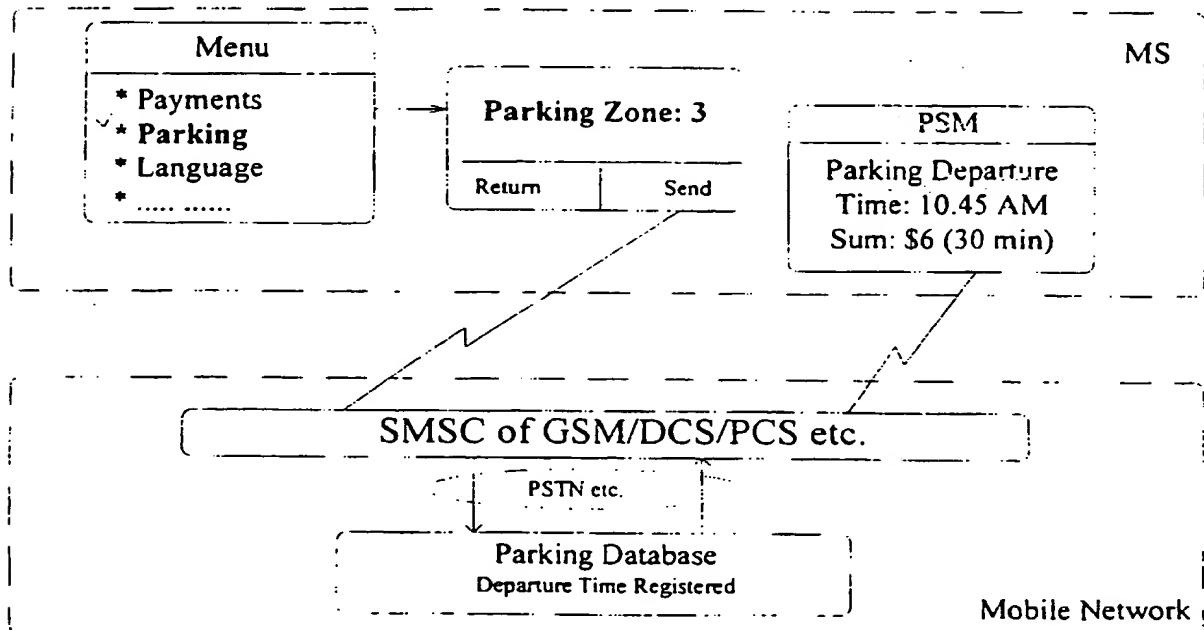 Menu
* Payments
* Parking
* Language
* ..... ......
Parking Zone: 3
Return
Send
MS
PSM
Parking Departure
Time: 10.45 AM
Sum: $6 (30 min)
SMSC of GSM/DCS/PCS etc.
PSTN etc.
Parking Database
Departure Time Registered
Mobile Network